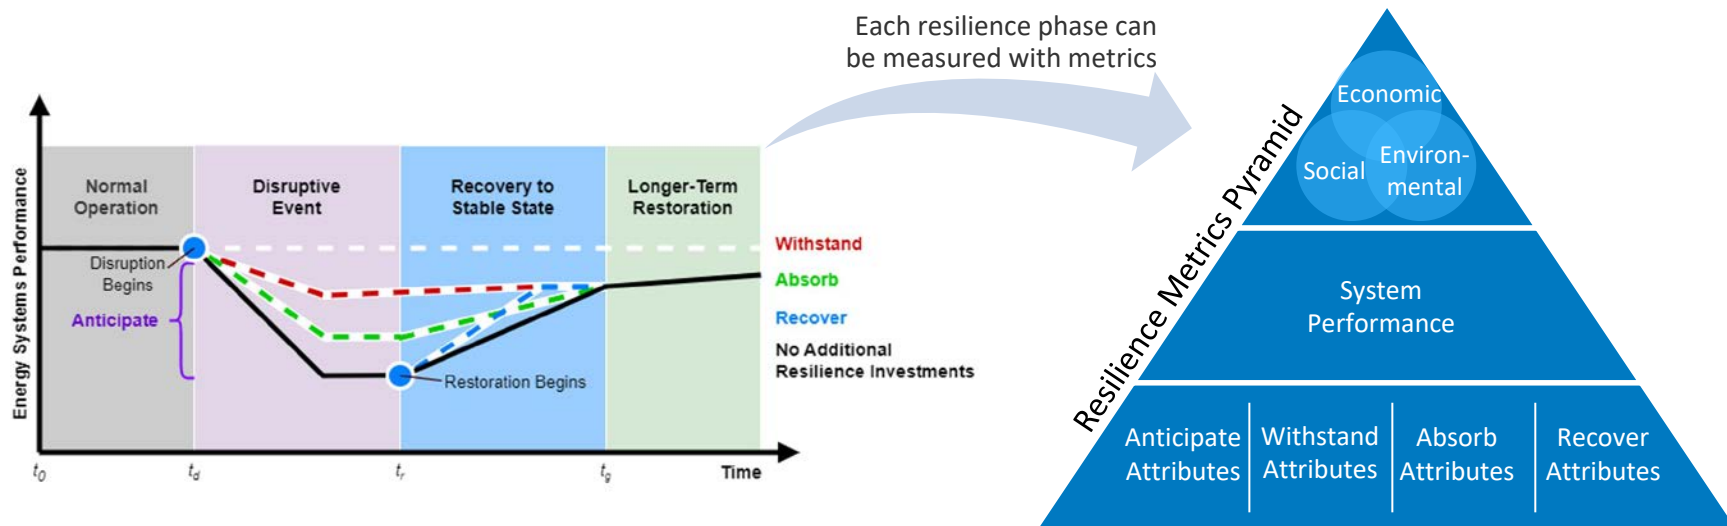 Each resilience phase can
be measured with metrics
Energy Systems Performance
Normal
Operation
Disruptive
Event
Recovery to
Stable State
Longer-Term
Restoration
Disruption
Begins
Anticipate
Restoration Begins
Withstand
Absorb
Recover
No Additional
Resilience Investments
t0
td
tr
tg
Time
Resilience Metrics Pyramid
Economic
Social
Environ-
mental
System
Performance
Anticipate
Attributes
Withstand
Attributes
Absorb
Attributes
Recover
Attributes